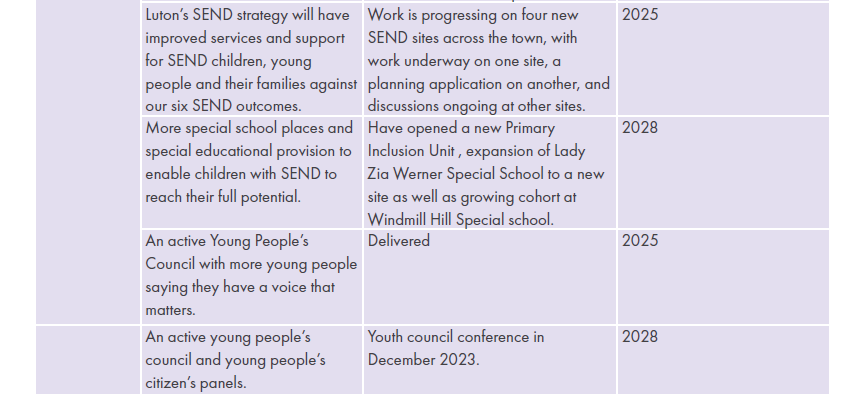 Luton’s SEND strategy will have
improved services and support
for SEND children, young
people and their families against
our six SEND outcomes.
Work is progressing on four new
SEND sites across the town, with
work underway on one site, a
planning application on another, and
discussions ongoing at other sites.
2025
More special school places and
special educational provision to
enable children with SEND to
reach their full potential.
Have opened a new Primary
Inclusion Unit , expansion of Lady
Zia Werner Special School to a new
site as well as growing cohort at
Windmill Hill Special school.
2028
An active Young People’s
Council with more young people
saying they have a voice that
matters.
Delivered
2025
An active young people’s
council and young people’s
citizen’s panels.
Youth council conference in
December 2023.
2028